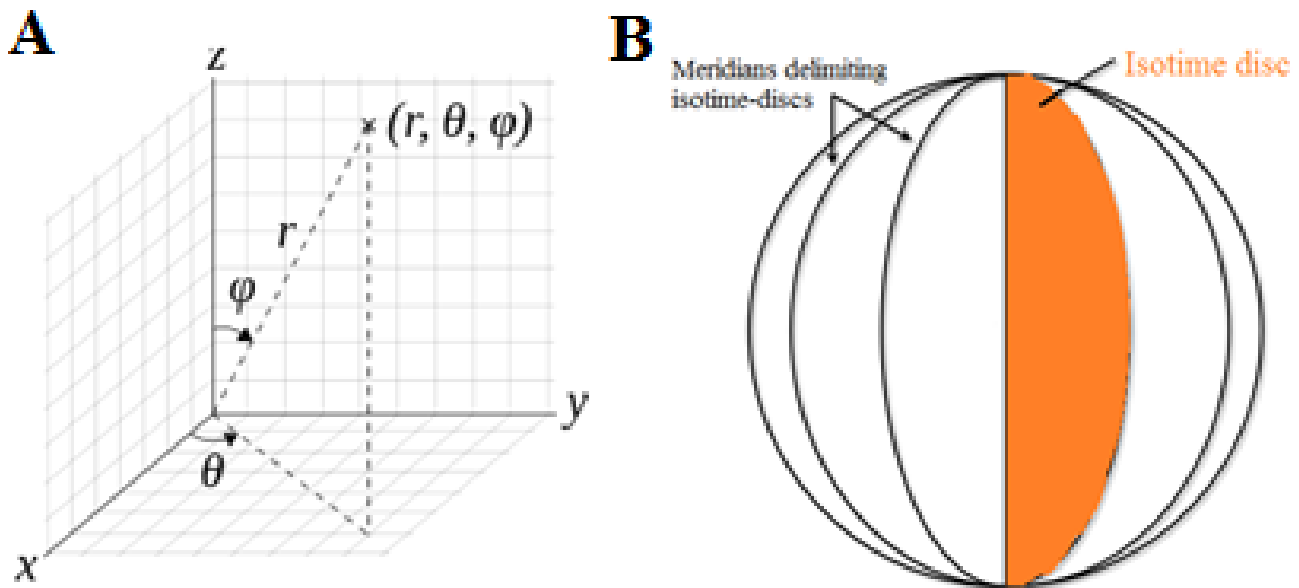 A
z
(r, θ, φ)
r
φ
y
θ
x
B
Meridians delimiting
isotime-discs
Isotime disc